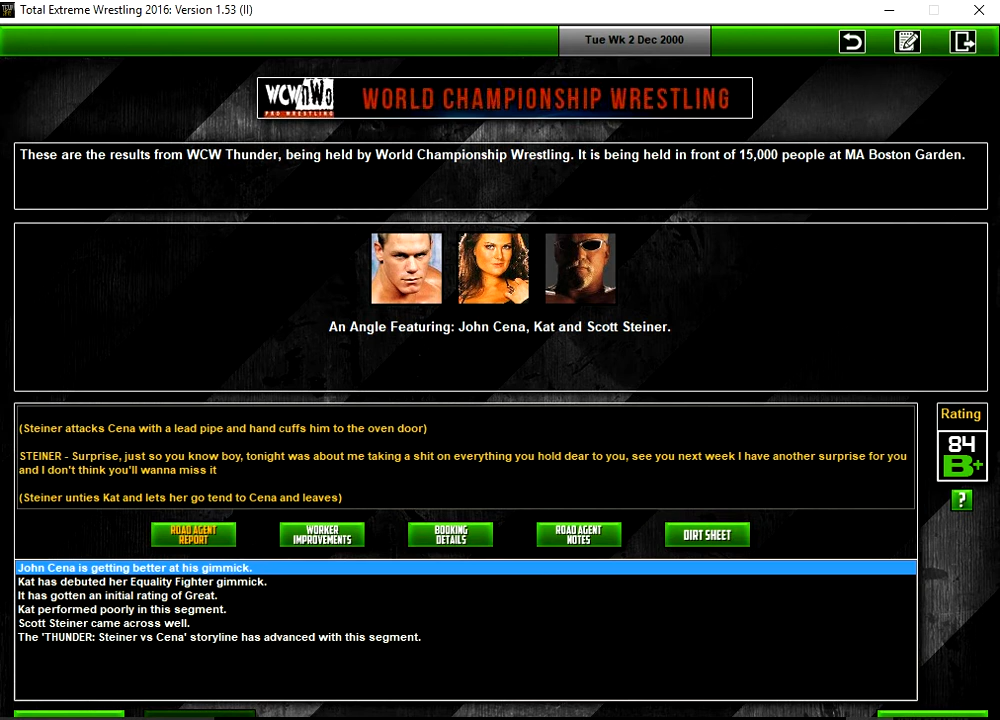 Total Extreme Wrestling 2016: Version 1.53 (II)
Tue Wk 2 Dec 2000
WCW nWo
PRO WRESTLING
WORLD CHAMPIONSHIP WRESTLING
These are the results from WCW Thunder, being held by World Championship Wrestling. It is being held in front of 15,000 people at MA Boston Garden.
An Angle Featuring: John Cena, Kat and Scott Steiner.
(Steiner attacks Cena with a lead pipe and hand cuffs him to the oven door)
STEINER - Surprise, just so you know boy, tonight was about me taking a shit on everything you hold dear to you, see you next week I have another surprise for you
and I don't think you'll wanna miss it
(Steiner unties Kat and lets her go tend to Cena and leaves)
Rating
84
B+
?
ROAD AGENT
REPORT
WORKER
IMPROVEMENTS
BOOKING
DETAILS
ROAD AGENT
NOTES
DIRT SHEET
John Cena is getting better at his gimmick.
Kat has debuted her Equality Fighter gimmick.
It has gotten an initial rating of Great.
Kat performed poorly in this segment.
Scott Steiner came across well.
The 'THUNDER: Steiner vs Cena' storyline has advanced with this segment.